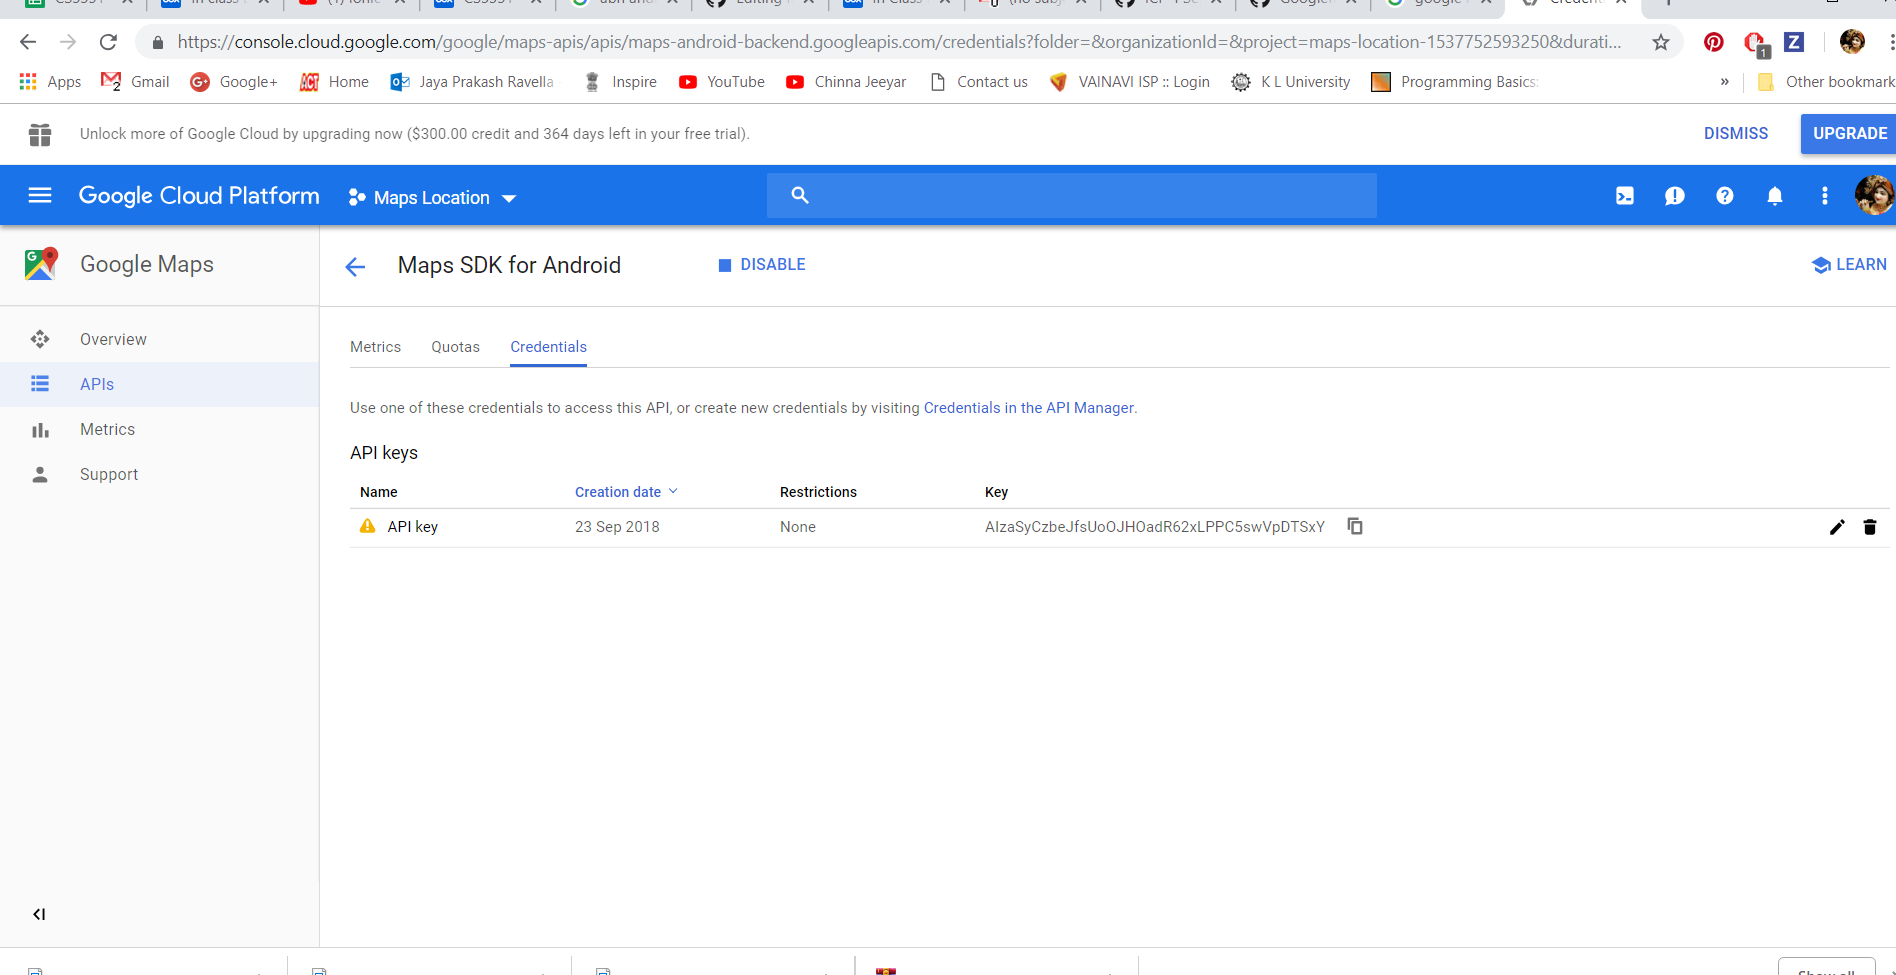 https://console.cloud.google.com/google/maps-apis/apis/maps-android-backend.googleapis.com/credentials?folder=&organizationId=&project=maps-location-1537752593250&durati...
1
Z
Apps
2
Gmail
Google+
ACT
Home
Jaya Prakash Ravella
Inspire
YouTube
Chinna Jeeyar
Contact us
VAINAVI ISP :: Login
K L University
Programming Basics:
»
Other bookmark
Unlock more of Google Cloud by upgrading now ($300.00 credit and 364 days left in your free trial).
DISMISS
UPGRADE
Google Cloud Platform
Maps Location
Google Maps
Maps SDK for Android
DISABLE
LEARN
Overview
APIs
Metrics
Support
Metrics
Quotas
Credentials
Use one of these credentials to access this API, or create new credentials by visiting Credentials in the API Manager.
API keys
Name
Creation date
Restrictions
Key
API key
23 Sep 2018
None
AIzaSyCzbeJfsUoOJHOadR62xLPPC5swVpDTSxY
Show all